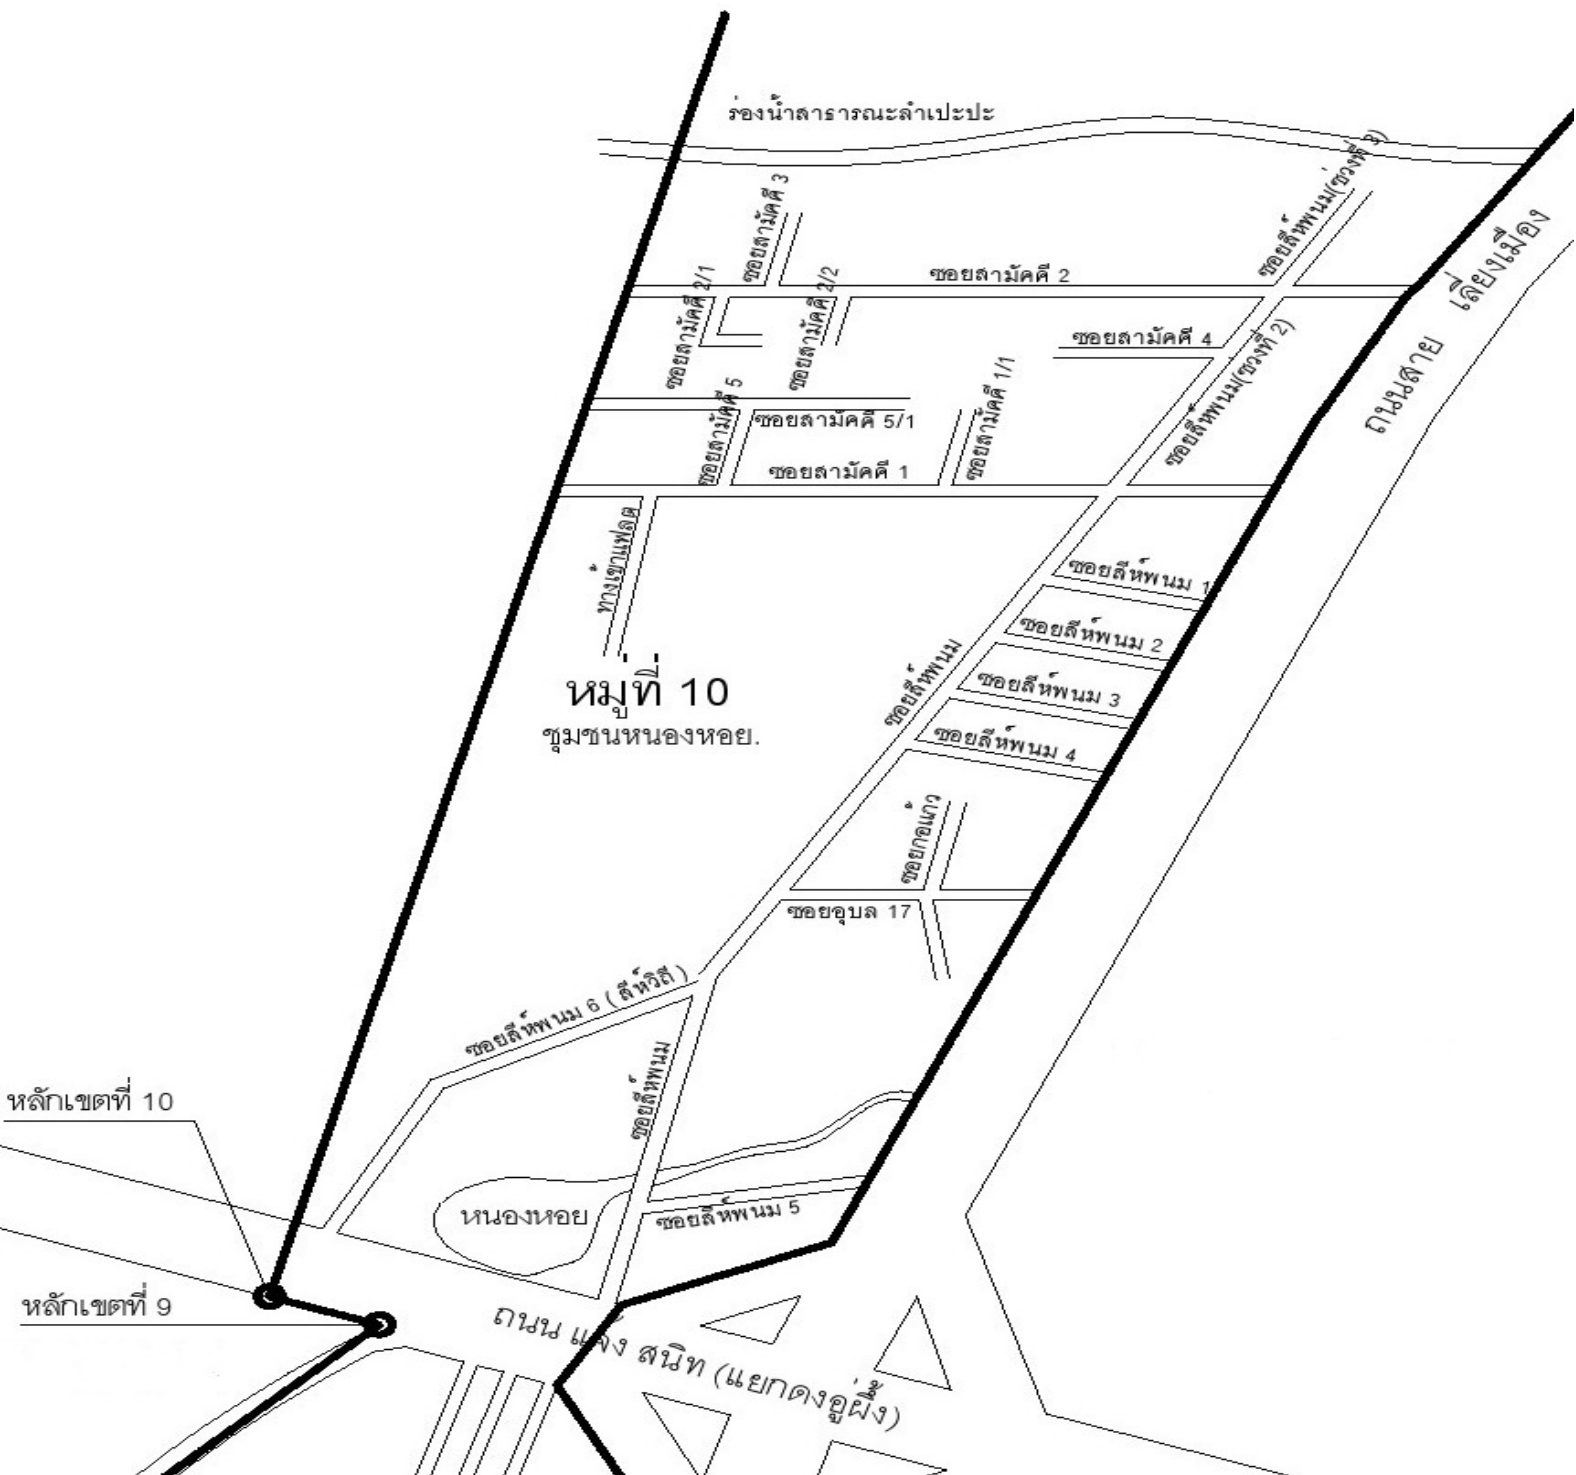 ร่องน้ำสาธารณะลำเปะปะ
ซอยสีห์พนม(ช่วงที่ 3)
ซอยสามัคคี 3
ซอยสามัคคี 2
ถนนสาย เลี่ยงเมือง
ซอยสามัคคี 2/1
ซอยสามัคคี 2/2
ซอยสามัคคี 4
ซอยสีห์พนม(ช่วงที่ 2)
ซอยสามัคคี 1/1
ซอยสามัคคี 5
ซอยสามัคคี 5/1
ซอยสามัคคี 1
ทางเข้าแฟลต
ซอยสีห์พนม 1
ซอยสีห์พนม 2
ซอยสีห์พนม
ซอยสีห์พนม 3
หมู่ที่ 10
ชุมชนหนองหอย.
ซอยสีห์พนม 4
ซอยกอแก้ว
ซอยอุบล 17
ซอยสีห์พนม 6 ( สีห์วิถี )
ซอยสีห์พนม
หลักเขตที่ 10
หนองหอย
ซอยสีห์พนม 5
หลักเขตที่ 9
ถนน แจ้ง สนิท (แยกดงอู่ผึ้ง)